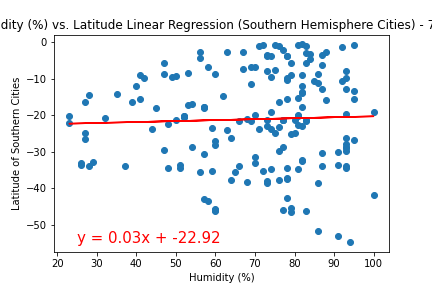 dity (%) vs. Latitude Linear Regression (Southern Hemisphere Cities) - 7
0
−10
−20
−30
−40
−50
Latitude of Southern Cities
y = 0.03x + -22.92
20 30 40 50 60 70 80 90 100
Humidity (%)